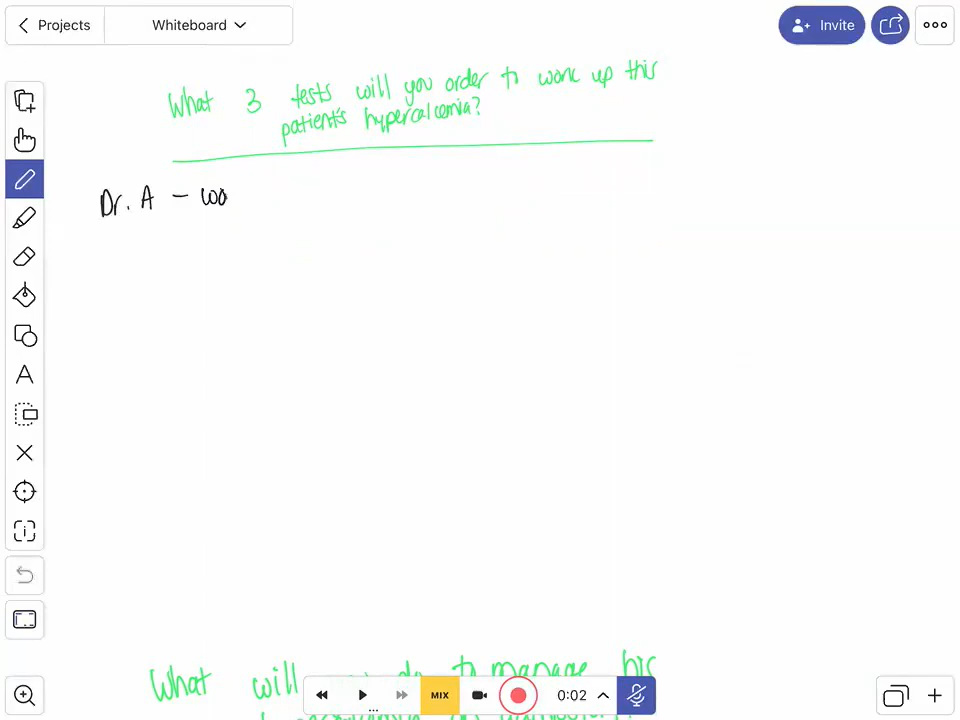 Projects
Whiteboard
Invite
What 3 tests will you order to work up this
patient's hypercalcemia?
Dr. A - wo
A
What will to manage his
MIX
0:02